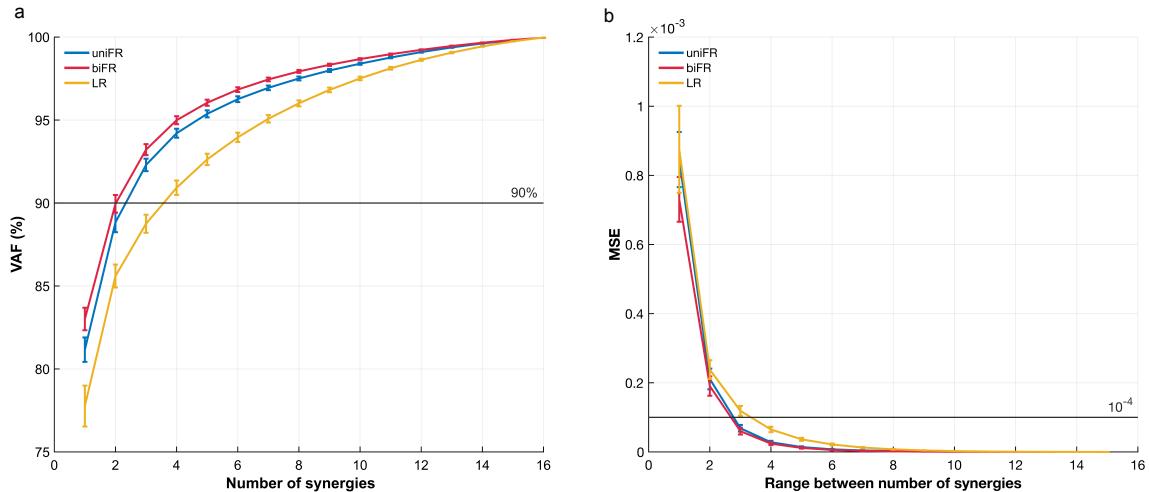 a
100
95
90
85
80
75
0
2
4
6
8
10
12
14
16
VAF (%)
Number of synergies
uniFR
biFR
LR
90%
b
×10⁻³
1.2
1
0.8
0.6
0.4
0.2
0
0
2
4
6
8
10
12
14
16
MSE
Range between number of synergies
uniFR
biFR
LR
10⁻⁴